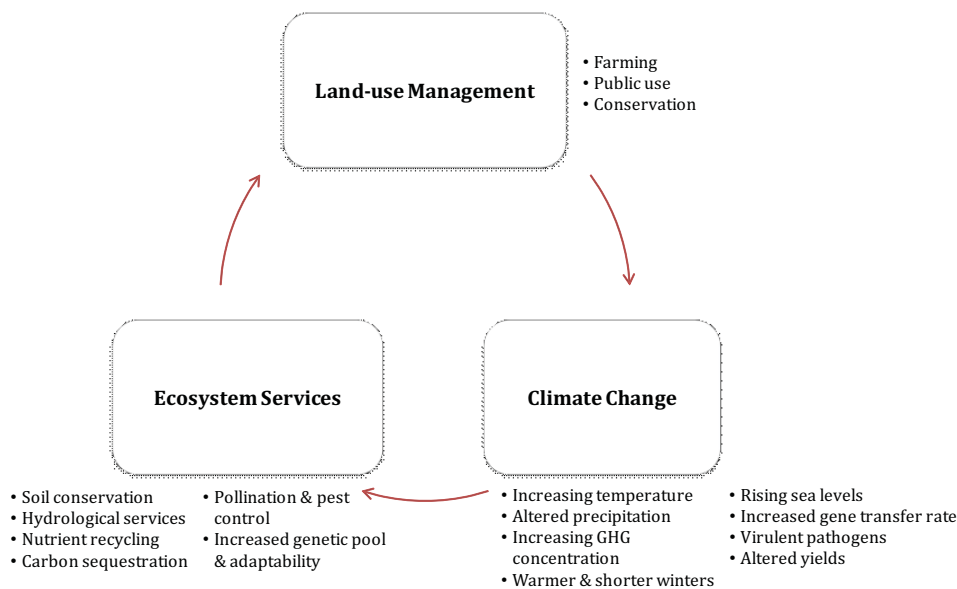 Land-use Management
• Farming
• Public use
• Conservation
Ecosystem Services
Climate Change
• Soil conservation
• Hydrological services
• Nutrient recycling
• Carbon sequestration
• Pollination & pest
control
• Increased genetic pool
& adaptability
• Increasing temperature
• Altered precipitation
• Increasing GHG
concentration
• Warmer & shorter winters
• Rising sea levels
• Increased gene transfer rate
• Virulent pathogens
• Altered yields